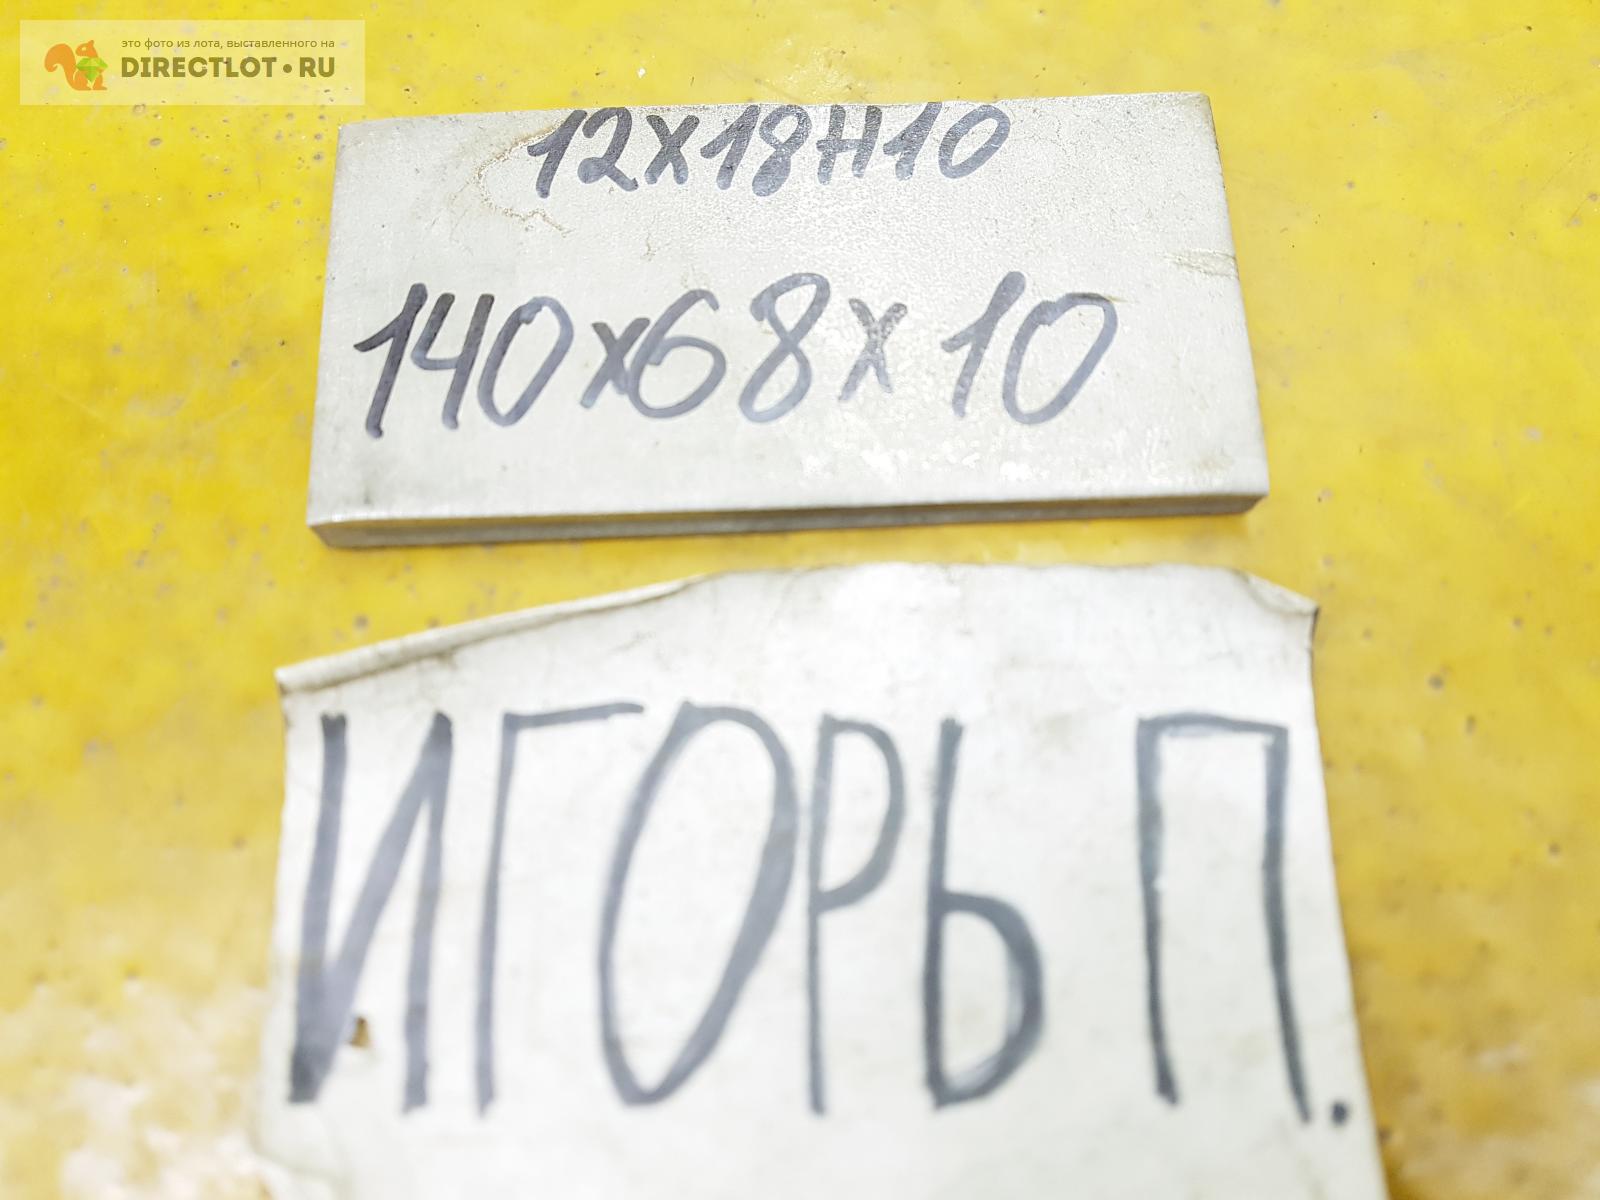 это фото из лота, выставленного на
DIRECTLOT•RU
12Х18Н10
140х68х10
ИГОРЬ П.